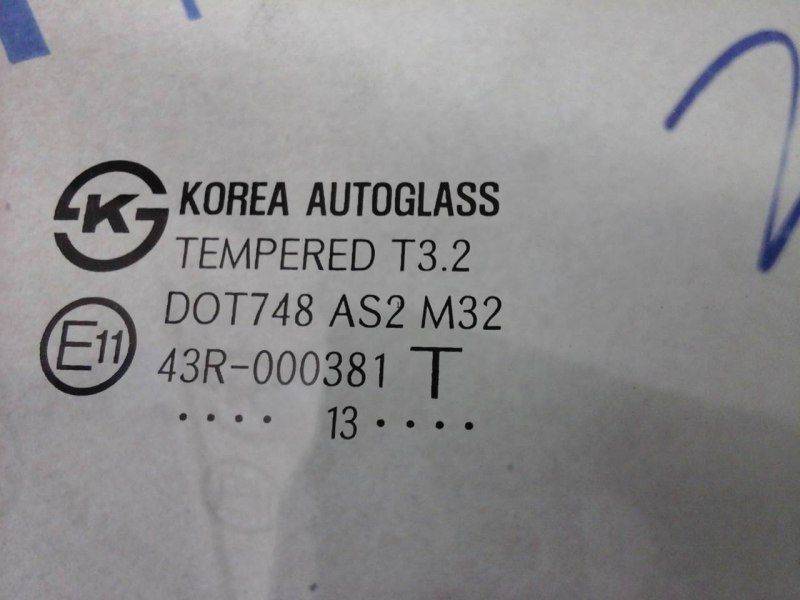 K KOREA AUTOGLASS
TEMPERED T3.2
DOT748 AS2 M32
E11 43R-000381 T
.... 13 ....